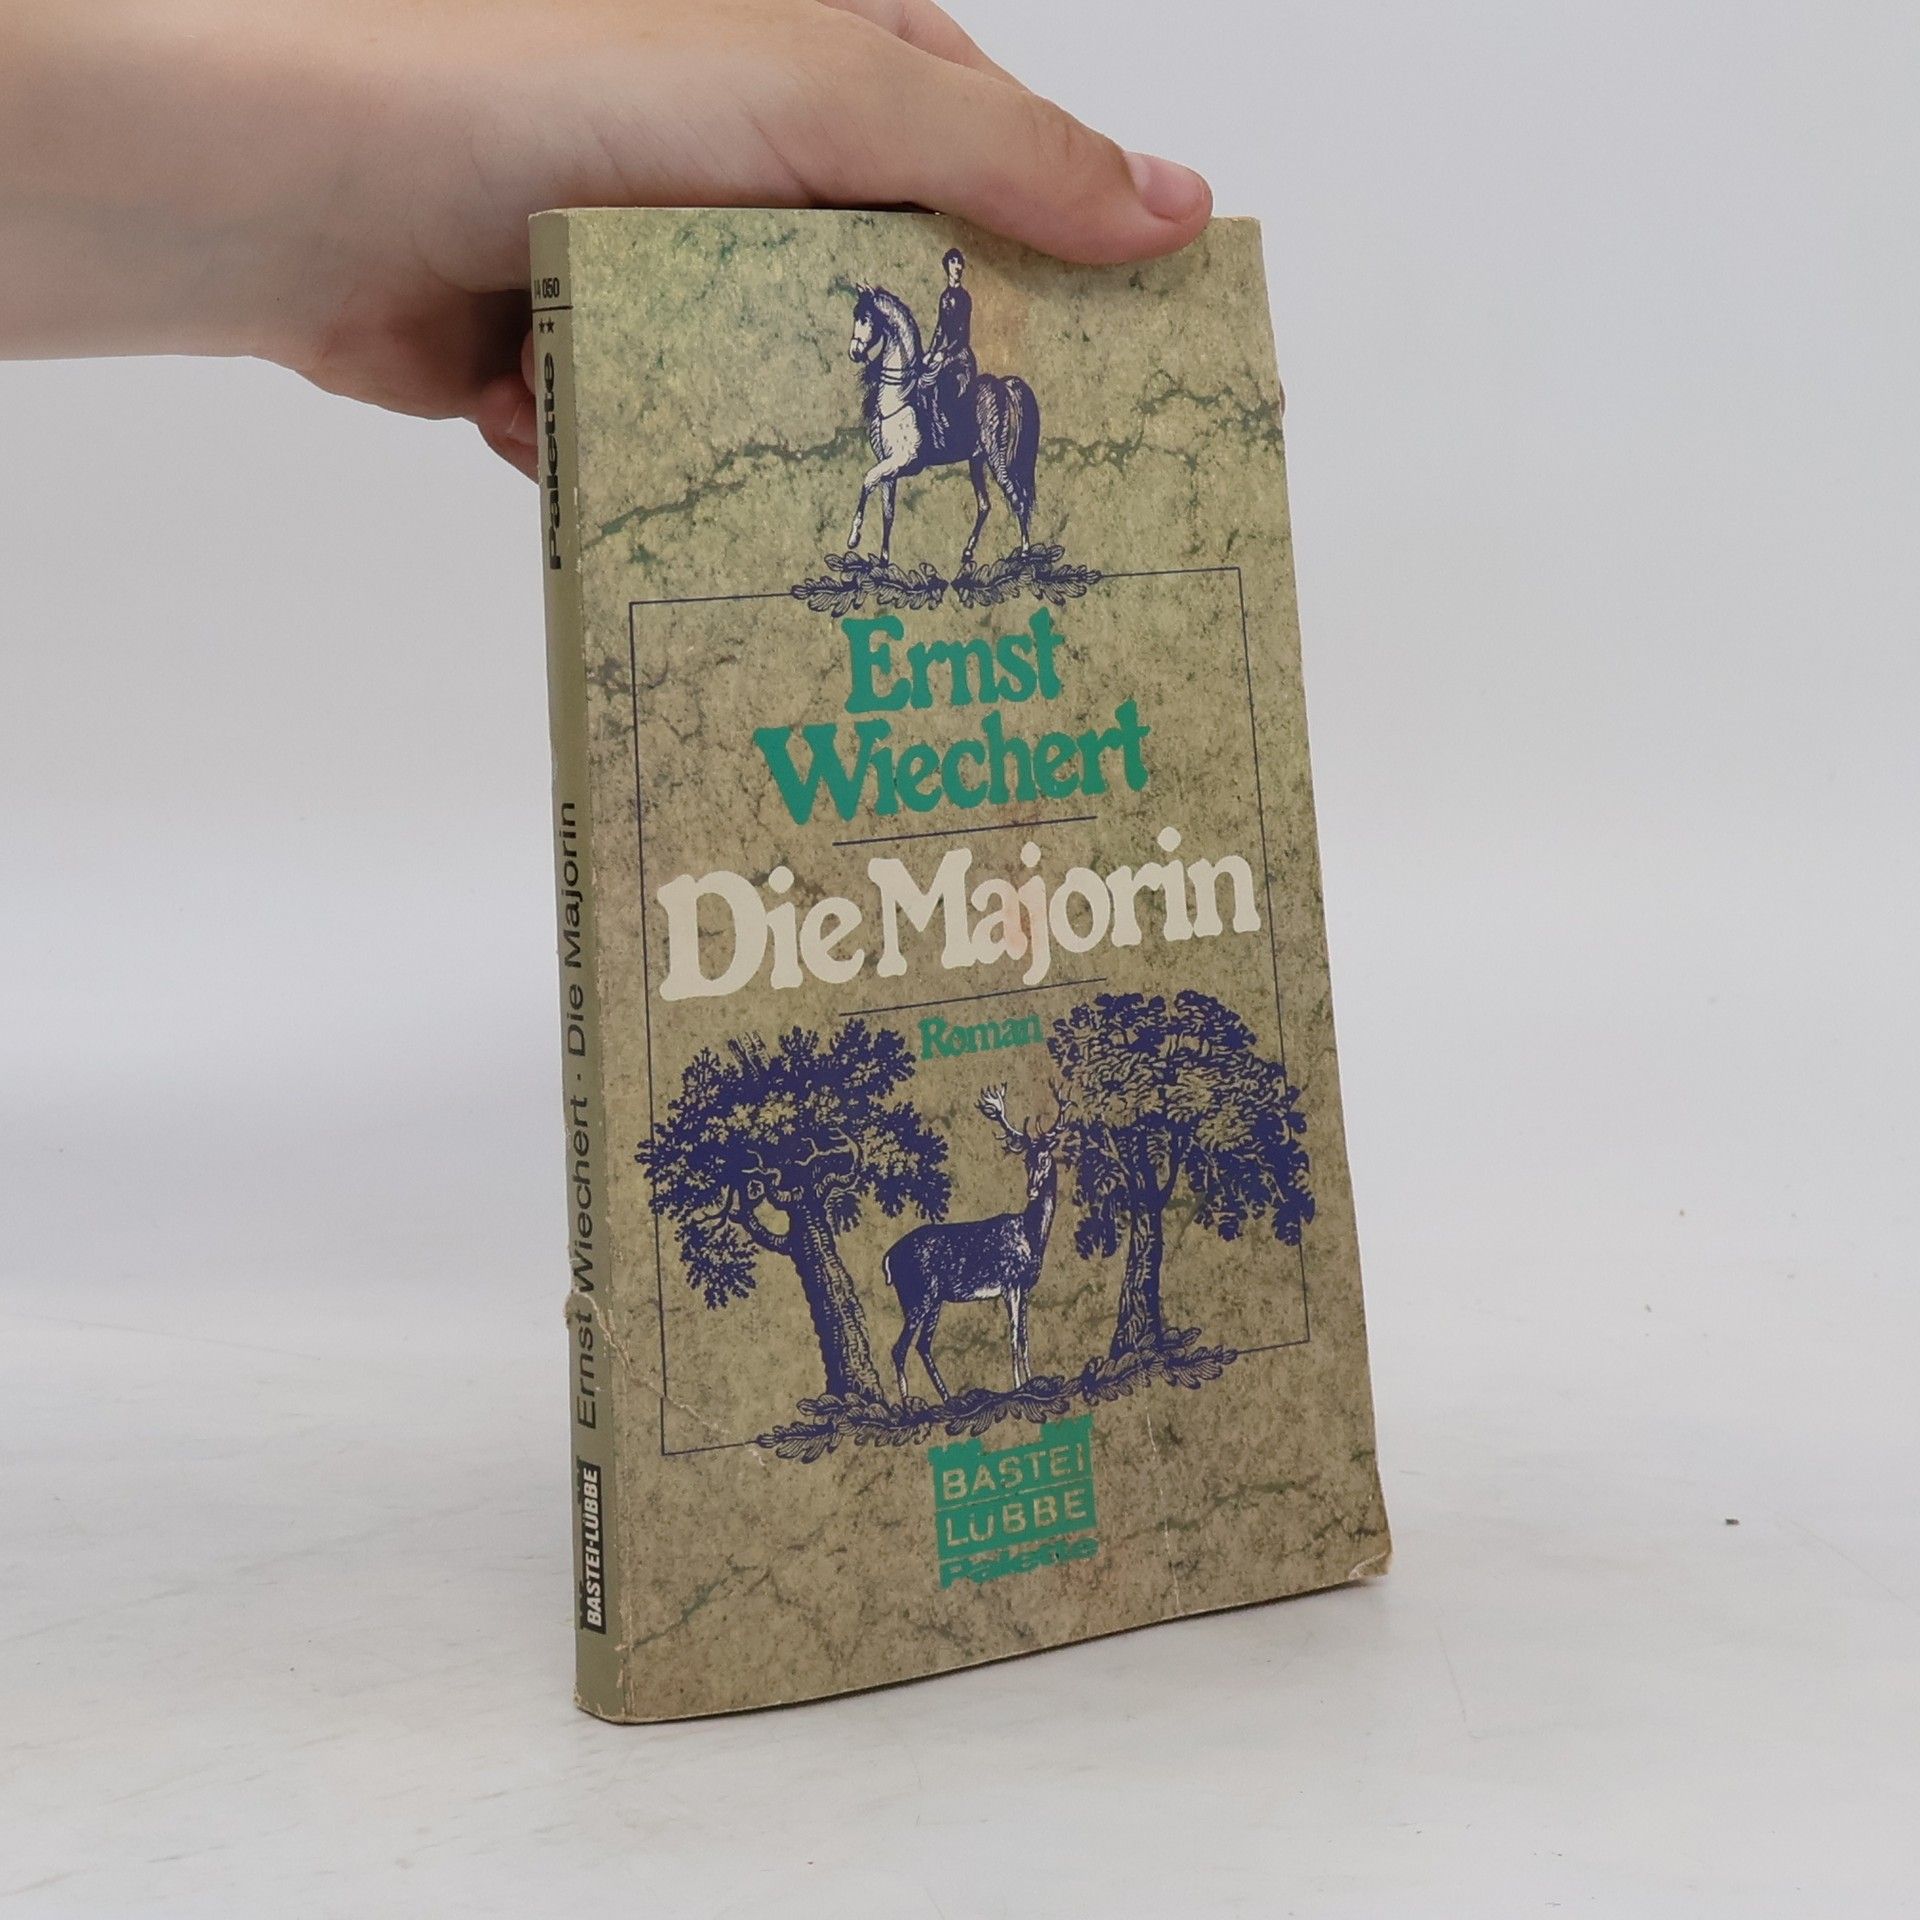 Ernst
Wiechert
Die Majorin
Roman
BASTEI
LÜBBE
Palette
14 050
**
Palette
Ernst Wiechert · Die Majorin
BASTEI-LÜBBE